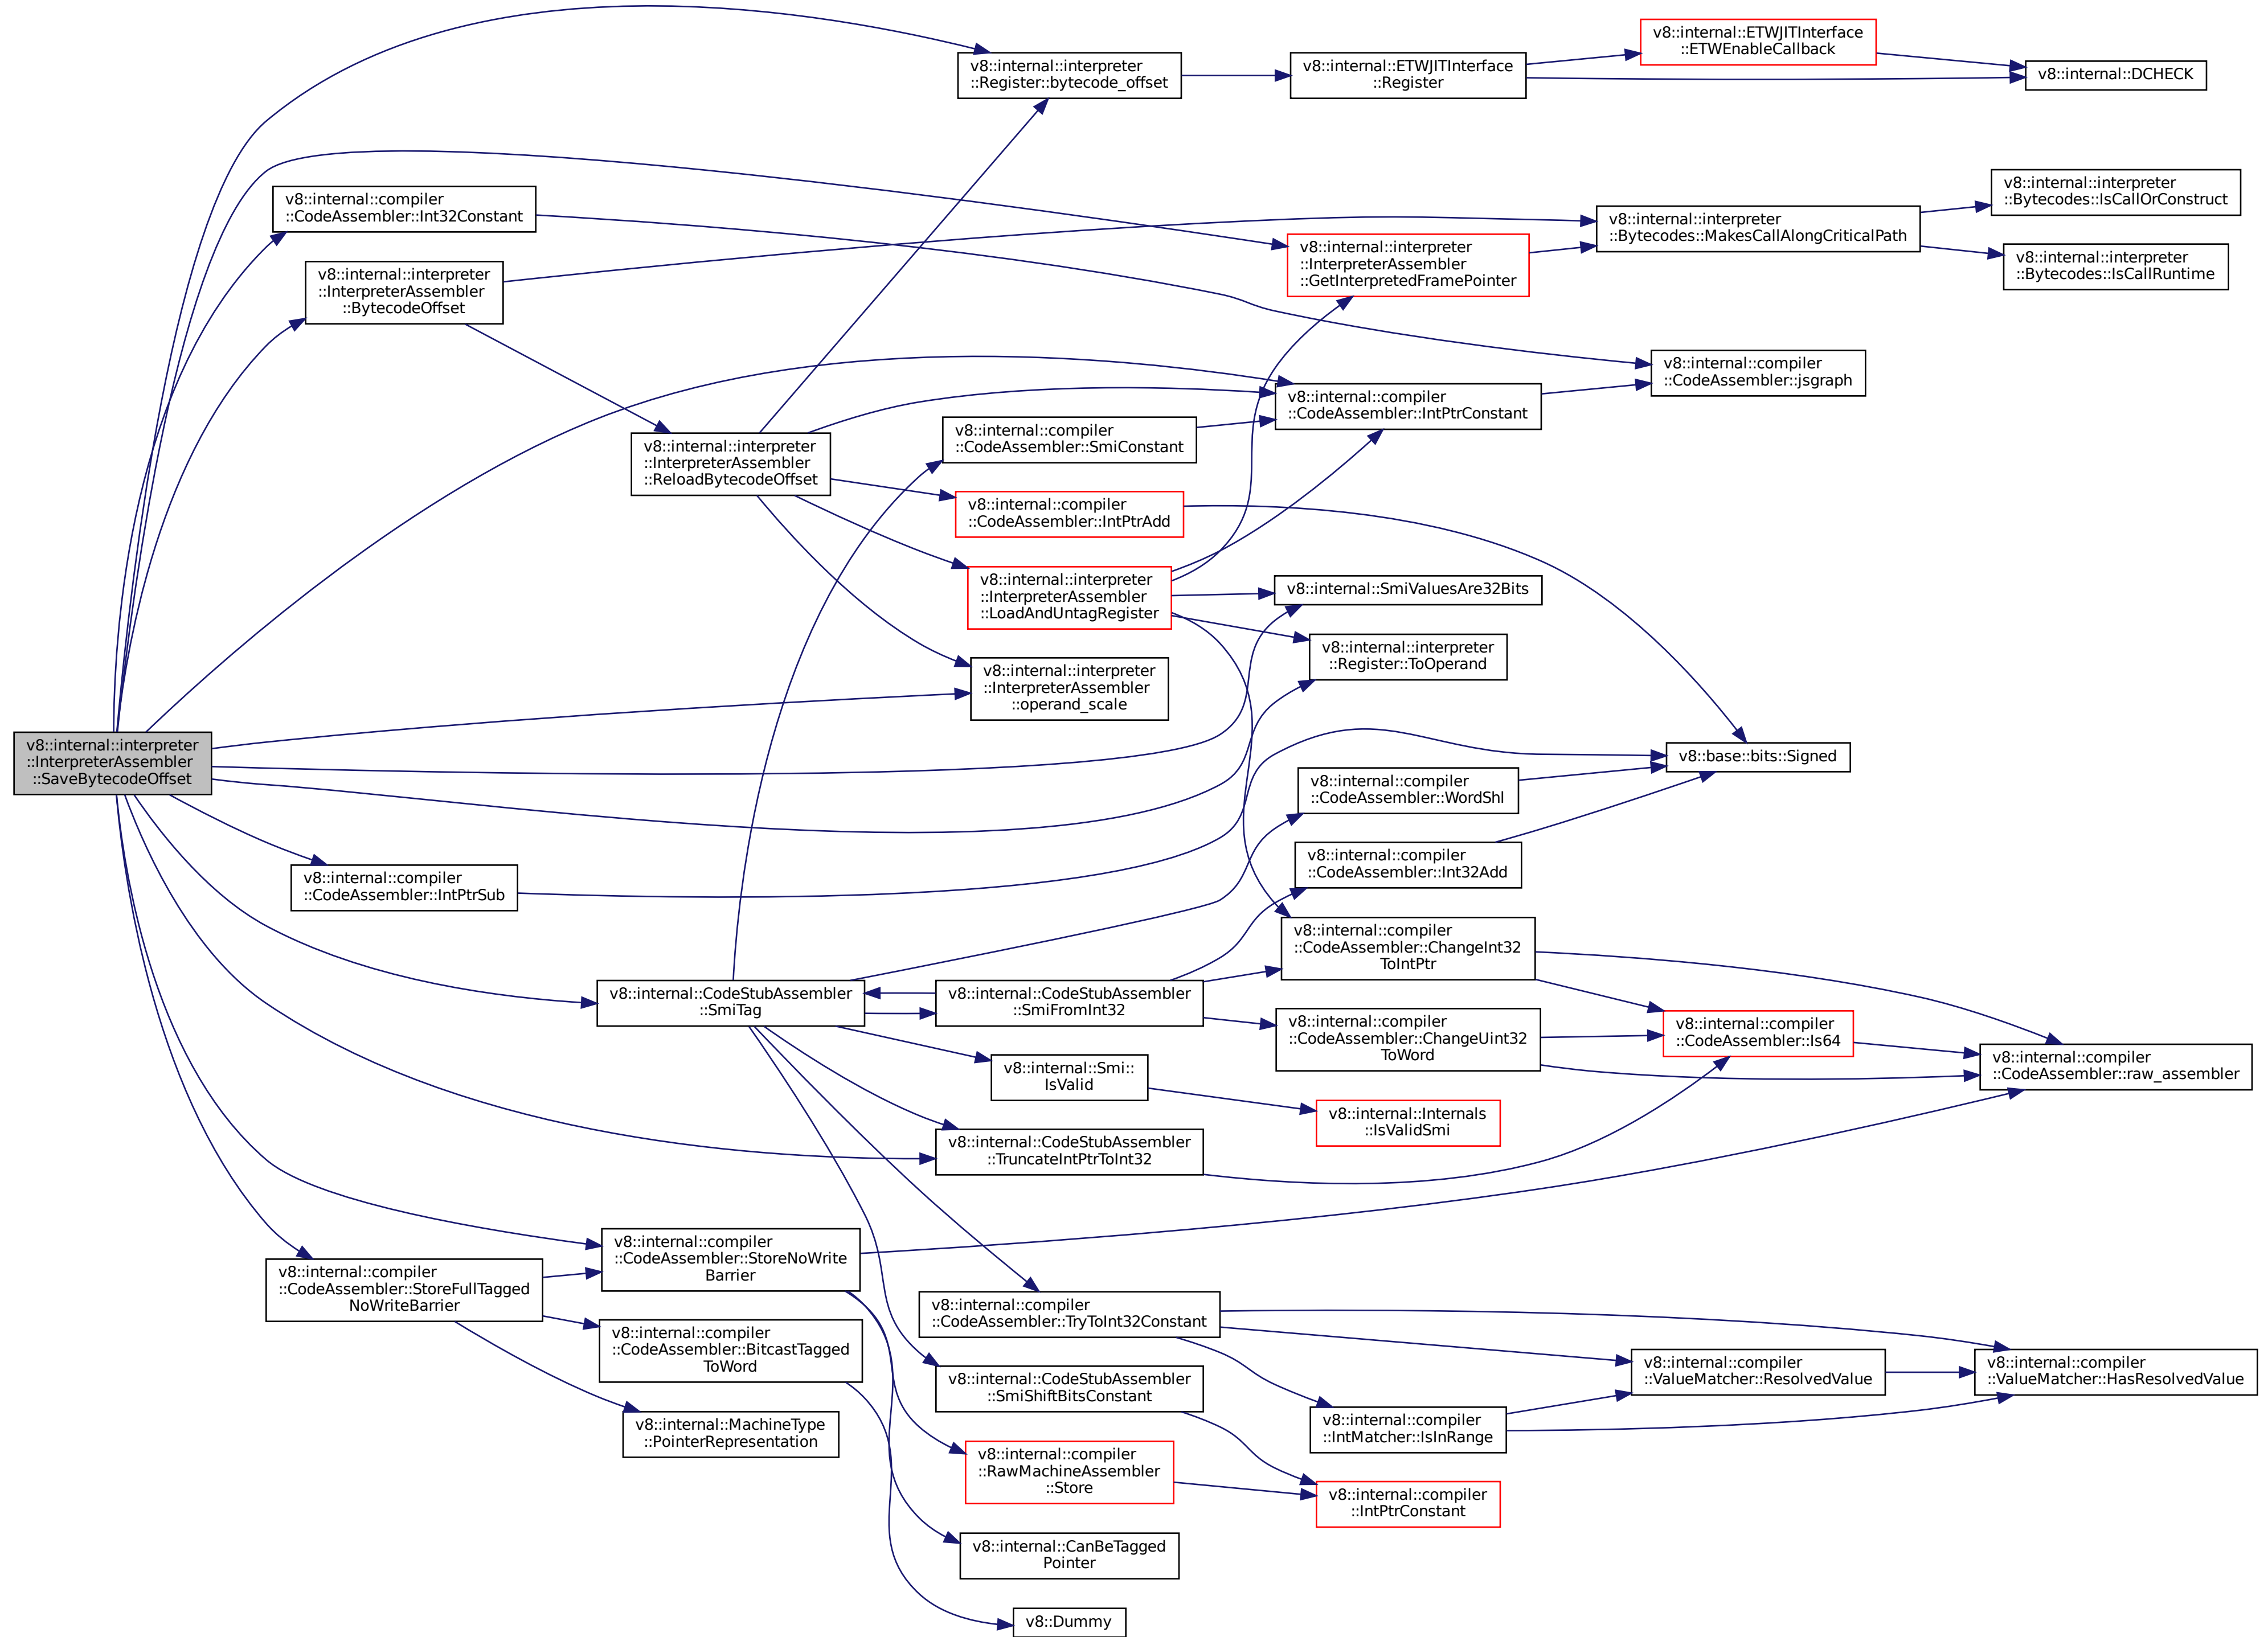 v8::internal::interpreter
::InterpreterAssembler
::SaveBytecodeOffset
v8::internal::interpreter
::Register::bytecode_offset
v8::internal::ETWJITInterface
::Register
v8::internal::ETWJITInterface
::ETWEnableCallback
v8::internal::DCHECK
v8::internal::compiler
::CodeAssembler::Int32Constant
v8::internal::interpreter
::InterpreterAssembler
::BytecodeOffset
v8::internal::interpreter
::InterpreterAssembler
::GetInterpretedFramePointer
v8::internal::interpreter
::Bytecodes::MakesCallAlongCriticalPath
v8::internal::interpreter
::Bytecodes::IsCallOrConstruct
v8::internal::interpreter
::Bytecodes::IsCallRuntime
v8::internal::compiler
::CodeAssembler::jsgraph
v8::internal::compiler
::CodeAssembler::IntPtrConstant
v8::internal::interpreter
::InterpreterAssembler
::ReloadBytecodeOffset
v8::internal::compiler
::CodeAssembler::SmiConstant
v8::internal::compiler
::CodeAssembler::IntPtrAdd
v8::internal::interpreter
::InterpreterAssembler
::LoadAndUntagRegister
v8::internal::SmiValuesAre32Bits
v8::internal::interpreter
::Register::ToOperand
v8::internal::interpreter
::InterpreterAssembler
::operand_scale
v8::base::bits::Signed
v8::internal::compiler
::CodeAssembler::WordShl
v8::internal::compiler
::CodeAssembler::Int32Add
v8::internal::compiler
::CodeAssembler::IntPtrSub
v8::internal::compiler
::CodeAssembler::ChangeInt32
ToIntPtr
v8::internal::CodeStubAssembler
::SmiTag
v8::internal::CodeStubAssembler
::SmiFromInt32
v8::internal::compiler
::CodeAssembler::ChangeUint32
ToWord
v8::internal::compiler
::CodeAssembler::Is64
v8::internal::compiler
::CodeAssembler::raw_assembler
v8::internal::Smi::
IsValid
v8::internal::Internals
::IsValidSmi
v8::internal::CodeStubAssembler
::TruncateIntPtrToInt32
v8::internal::compiler
::CodeAssembler::StoreNoWrite
Barrier
v8::internal::compiler
::CodeAssembler::StoreFullTagged
NoWriteBarrier
v8::internal::compiler
::CodeAssembler::BitcastTagged
ToWord
v8::internal::MachineType
::PointerRepresentation
v8::internal::compiler
::CodeAssembler::TryToInt32Constant
v8::internal::CodeStubAssembler
::SmiShiftBitsConstant
v8::internal::compiler
::ValueMatcher::ResolvedValue
v8::internal::compiler
::ValueMatcher::HasResolvedValue
v8::internal::compiler
::IntMatcher::IsInRange
v8::internal::compiler
::RawMachineAssembler
::Store
v8::internal::compiler
::IntPtrConstant
v8::internal::CanBeTagged
Pointer
v8::Dummy